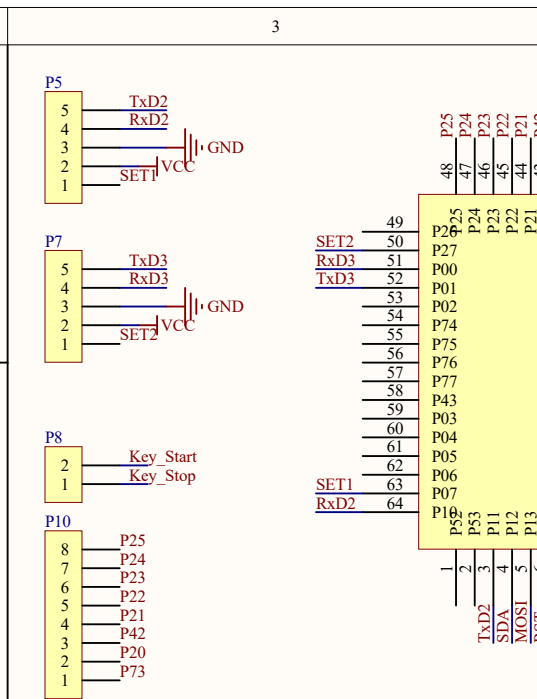 3
P5
5 TxD2
4 RxD2
3 GND
2 VCC
1 SET1
P7
5 TxD3
4 RxD3
3 GND
2 VCC
1 SET2
P8
2 Key_Start
1 Key_Stop
P10
8 P25
7 P24
6 P23
5 P22
4 P21
3 P42
2 P20
1 P73
P25 P24 P23 P22 P21
48 47 46 45 44
P25 P24 P23 P22 P21
49 P26
SET2 50 P27
RxD3 51 P00
TxD3 52 P01
53 P02
54 P74
55 P75
56 P76
57 P77
58 P43
59 P03
60 P04
61 P05
62 P06
SET1 63 P07
RxD2 64 P10
P52 P53 P11 P12 P13
1 2 3 4 5
TxD2 SDA MOSI